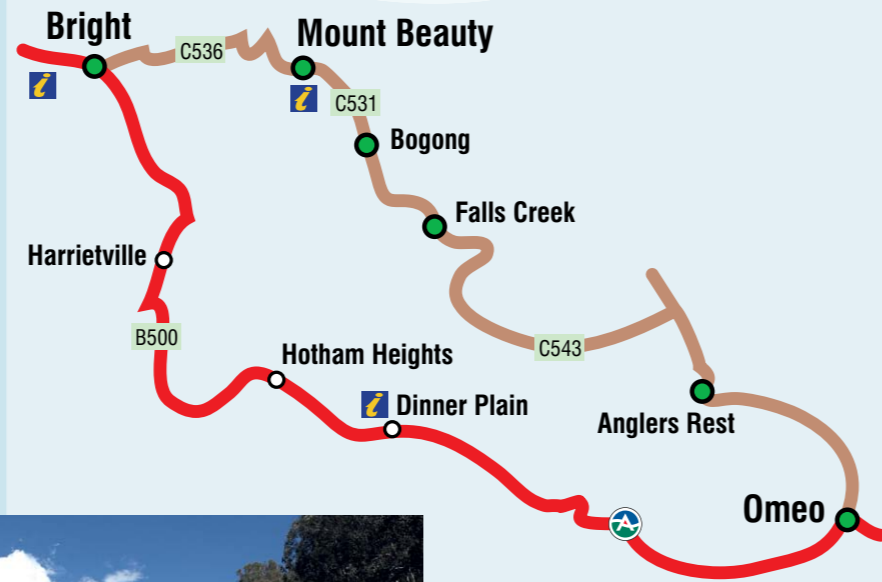 Bright
Mount Beauty
C536
i
i
C531
Bogong
Falls Creek
Harrietville
B500
C543
Hotham Heights
i
Dinner Plain
Anglers Rest
A
Omeo